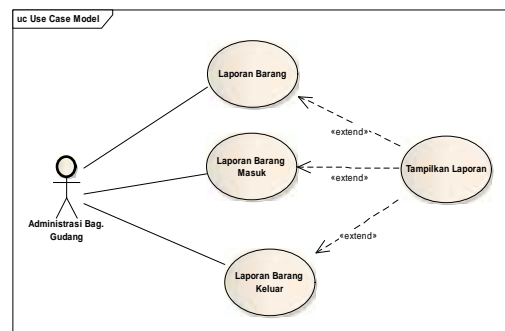 uc Use Case Model
Laporan Barang
«extend»
Laporan Barang
Masuk
«extend»
Tampilkan Laporan
Administrasi Bag.
Gudang
«extend»
Laporan Barang
Keluar